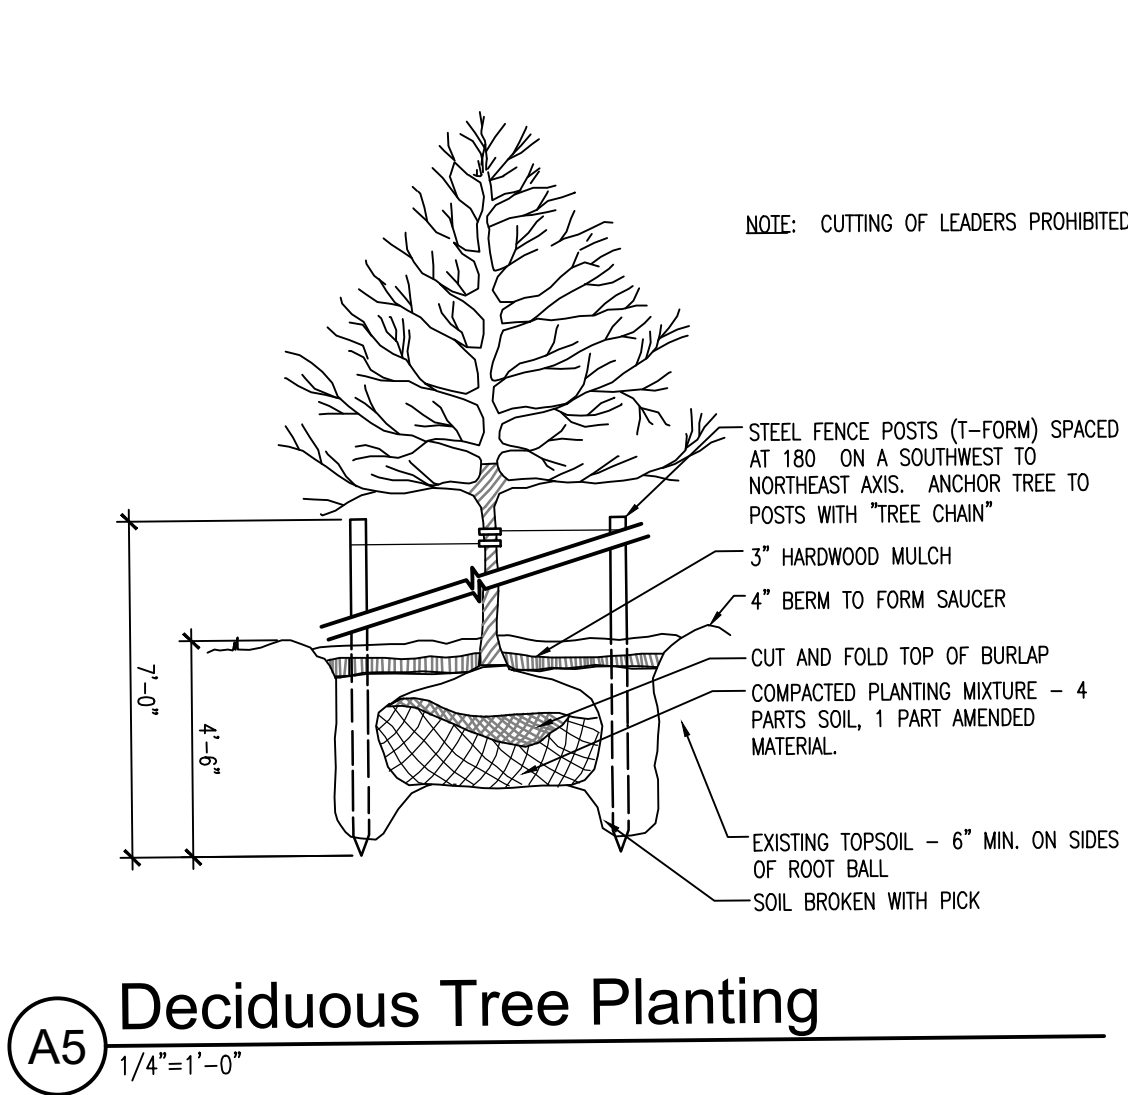 NOTE: CUTTING OF LEADERS PROHIBITED
STEEL FENCE POSTS (T-FORM) SPACED
AT 180 ON A SOUTHWEST TO
NORTHEAST AXIS. ANCHOR TREE TO
POSTS WITH "TREE CHAIN"
3" HARDWOOD MULCH
4" BERM TO FORM SAUCER
CUT AND FOLD TOP OF BURLAP
COMPACTED PLANTING MIXTURE - 4
PARTS SOIL, 1 PART AMENDED
MATERIAL.
7'-0"
4'-6"
EXISTING TOPSOIL - 6" MIN. ON SIDES
OF ROOT BALL
SOIL BROKEN WITH PICK
A5
Deciduous Tree Planting
1/4"=1'-0"